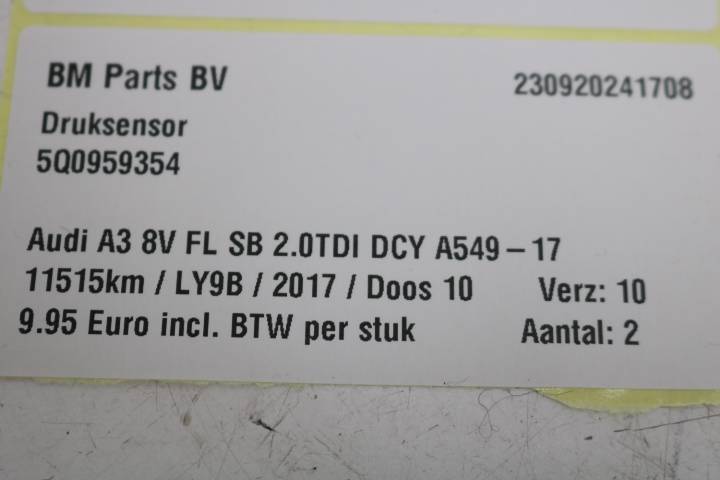 BM Parts BV 230920241708
Druksensor
5Q0959354
Audi A3 8V FL SB 2.0TDI DCY A549-17
11515km / LY9B / 2017 / Doos 10 Verz: 10
9.95 Euro incl. BTW per stuk Aantal: 2